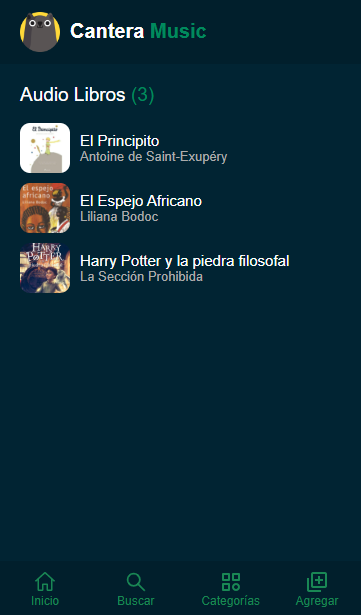 Cantera Music
Audio Libros (3)
El Principito
Antoine de Saint-Exupéry
El Principito
El Espejo Africano
Liliana Bodoc
El espejo
africano
Harry Potter y la piedra filosofal
La Sección Prohibida
HARRY
POTTER
Inicio
Buscar
Categorías
Agregar